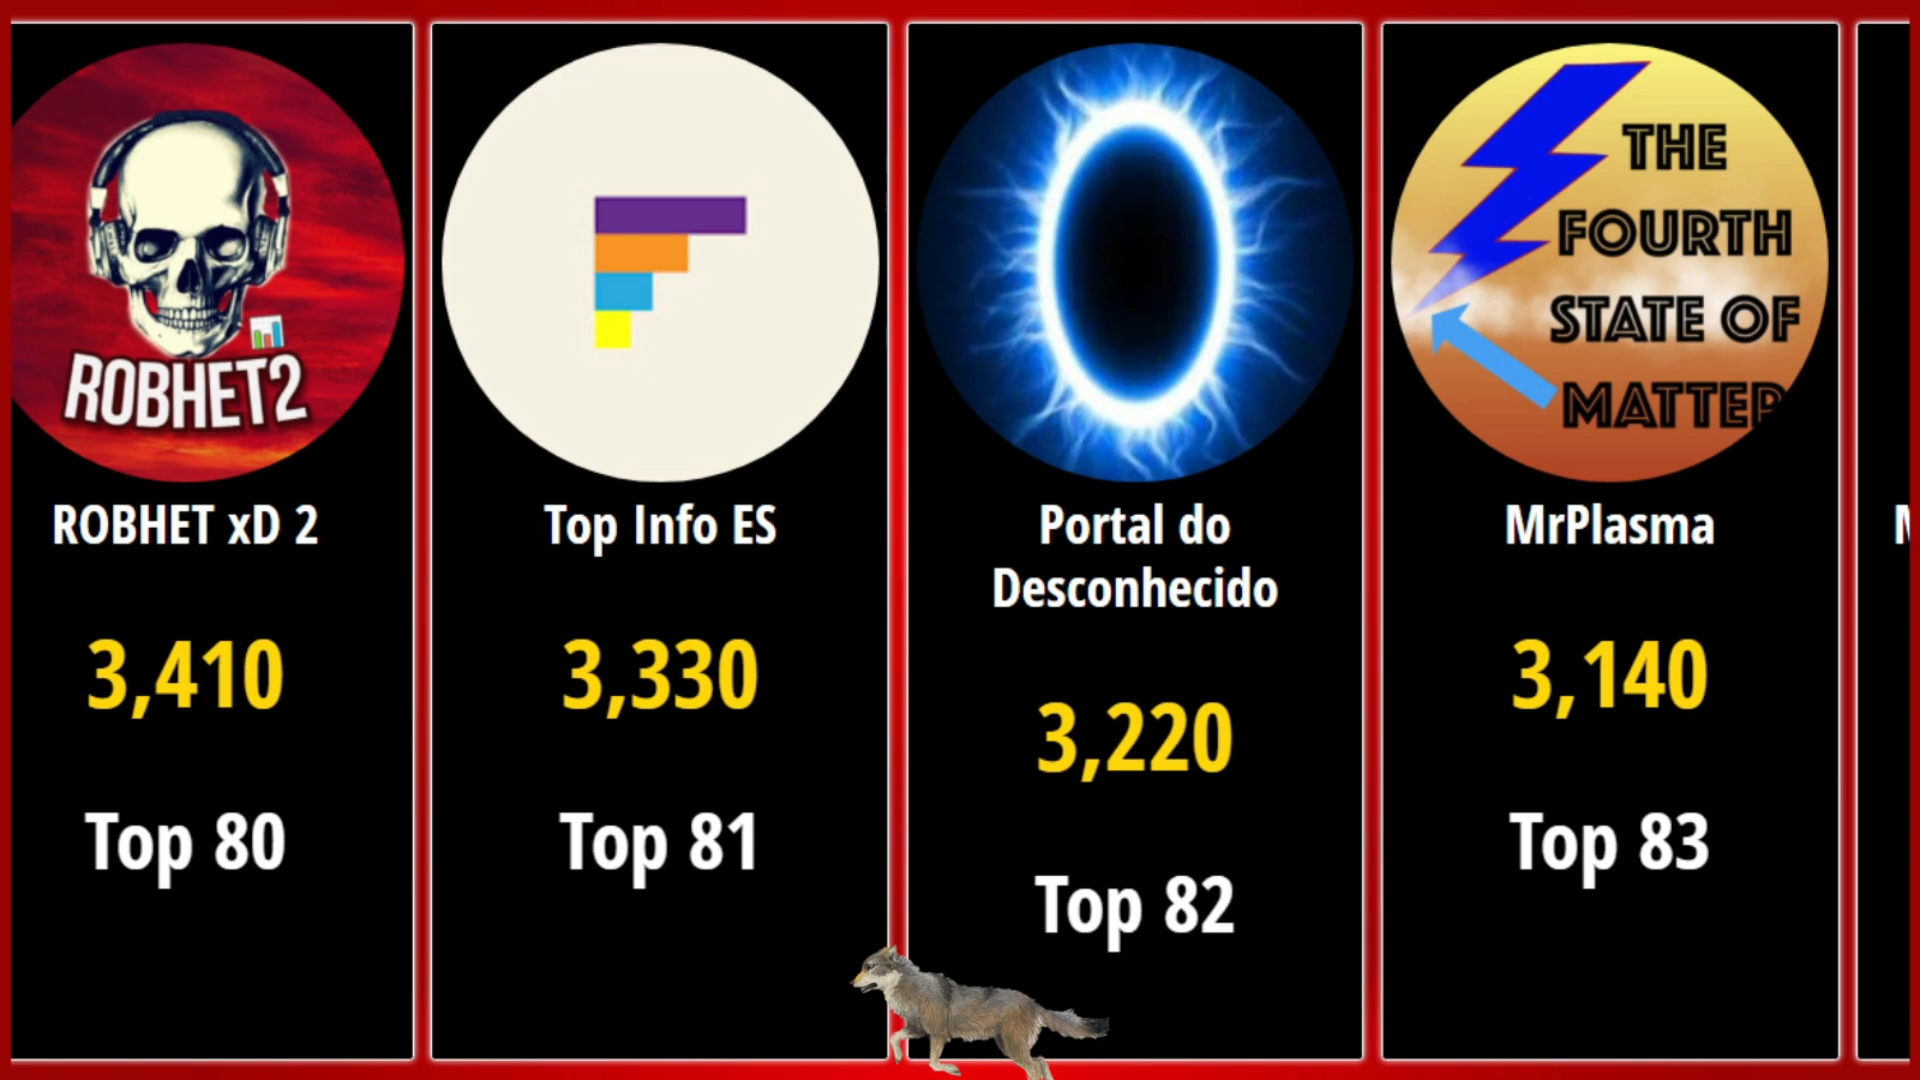 ROBHET2
ROBHET xD 2
3,410
Top 80
Top Info ES
3,330
Top 81
Portal do
Desconhecido
3,220
Top 82
THE
FOURTH
STATE OF
MATTER
MrPlasma
3,140
Top 83